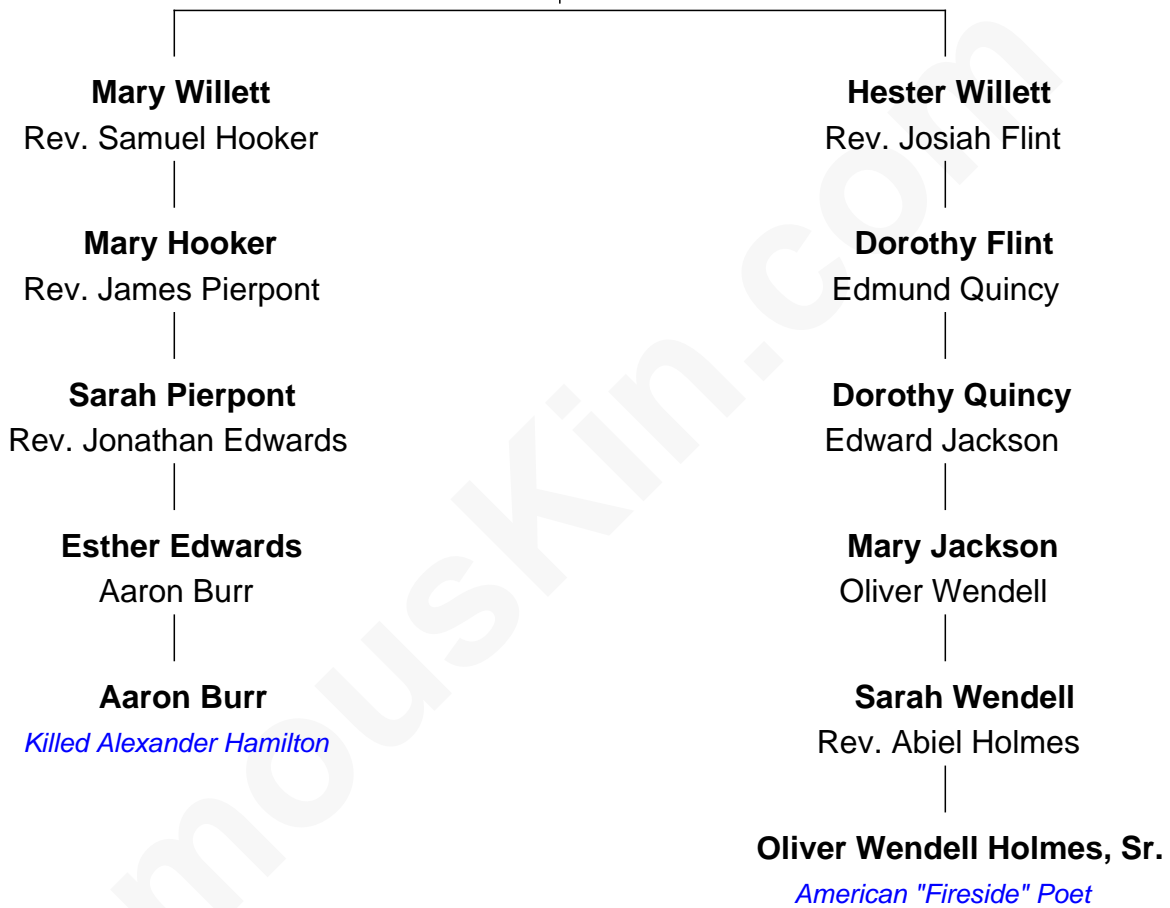 Mary Willett
Rev. Samuel Hooker
Mary Hooker
Rev. James Pierpont
Sarah Pierpont
Rev. Jonathan Edwards
Esther Edwards
Aaron Burr
Aaron Burr
Killed Alexander Hamilton
Hester Willett
Rev. Josiah Flint
Dorothy Flint
Edmund Quincy
Dorothy Quincy
Edward Jackson
Mary Jackson
Oliver Wendell
Sarah Wendell
Rev. Abiel Holmes
Oliver Wendell Holmes, Sr.
American "Fireside" Poet
mousKin.com